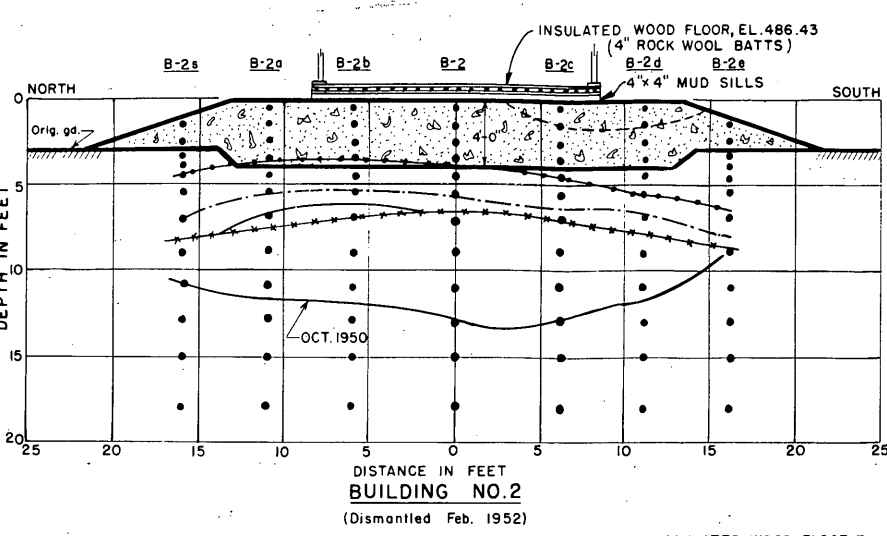 INSULATED WOOD FLOOR, EL. 486.43
(4" ROCK WOOL BATTS)
B-2s B-2a B-2b B-2 B-2c B-2d B-2e
4"x 4" MUD SILLS
NORTH
SOUTH
0
Orig. gd.
4'-0"
5
10
OCT. 1950
15
20
DEPTH IN FEET
25 20 15 10 5 0 5 10 15 20 25
DISTANCE IN FEET
BUILDING NO.2
(Dismantled Feb. 1952)